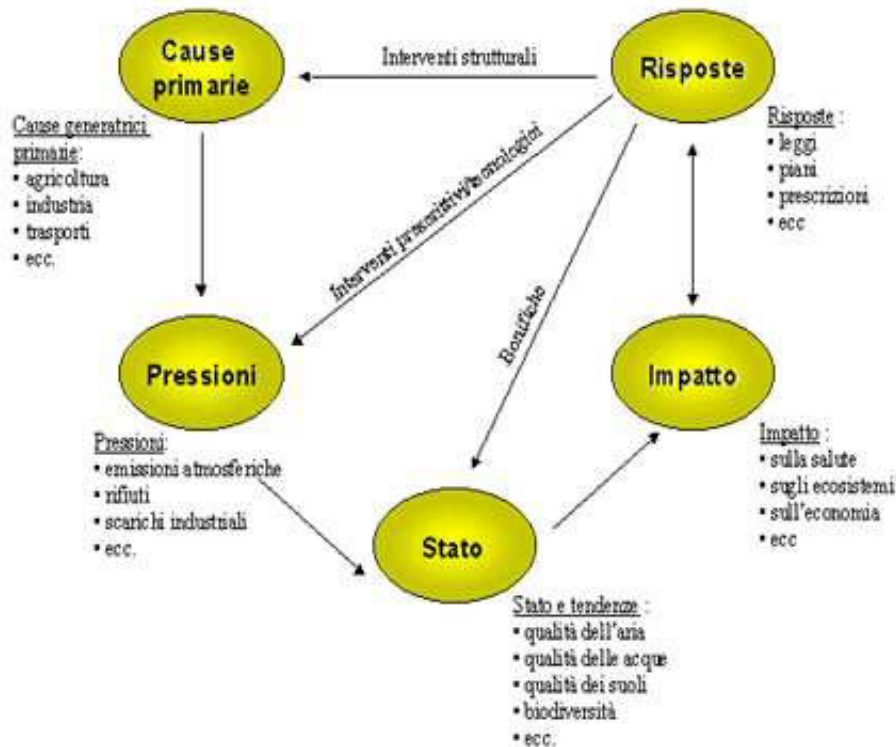 Cause
primarie
Interventi strutturali
Risposte
Cause generatrici
primarie:
• agricoltura
• industria
• trasporti
• ecc.
Risposte :
• leggi
• piani
• prescrizioni
• ecc
Interventi prescrittivi/tecnologici
Bonifiche
Pressioni
Impatto
Pressioni:
• emissioni atmosferiche
• rifiuti
• scarichi industriali
• ecc.
Impatto :
• sulla salute
• sugli ecosistemi
• sull'economia
• ecc
Stato
Stato e tendenze :
• qualità dell'aria
• qualità delle acque
• qualità dei suoli
• biodiversità
• ecc.